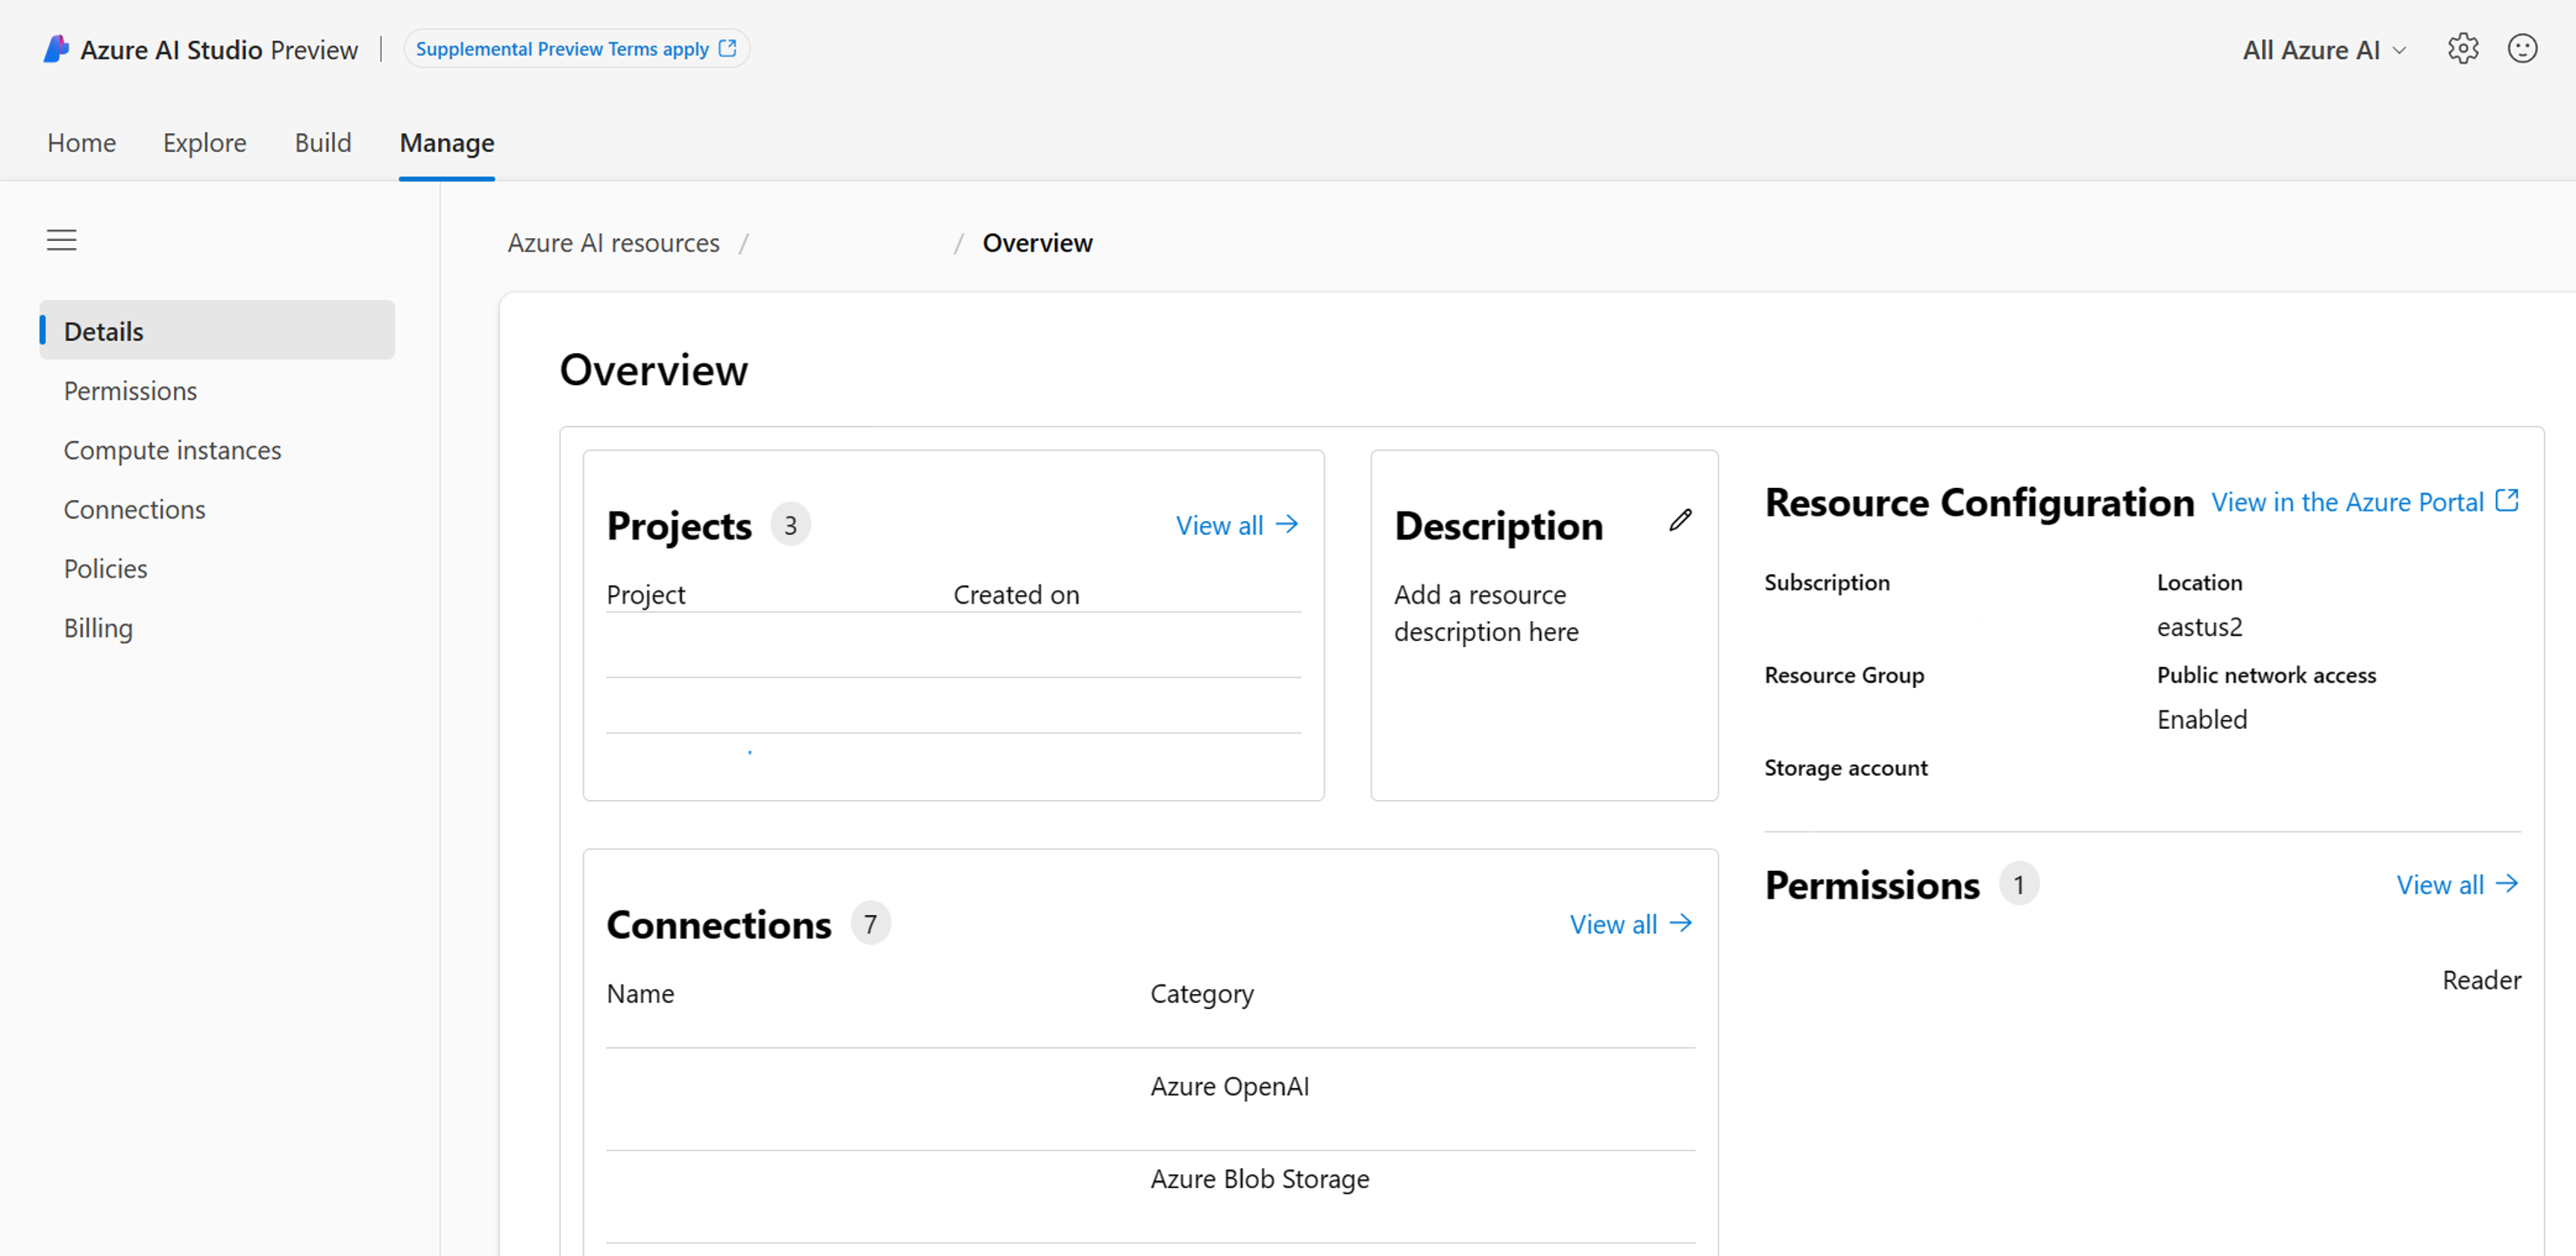 Azure AI Studio Preview | Supplemental Preview Terms apply
All Azure AI
Home Explore Build Manage
Azure AI resources / / Overview
Details
Permissions
Compute instances
Connections
Policies
Billing
Overview
Projects 3 View all
Project Created on
Description
Add a resource
description here
Resource Configuration View in the Azure Portal
Subscription Location
eastus2
Resource Group Public network access
Enabled
Storage account
Connections 7 View all
Name Category
Azure OpenAI
Azure Blob Storage
Permissions 1 View all
Reader